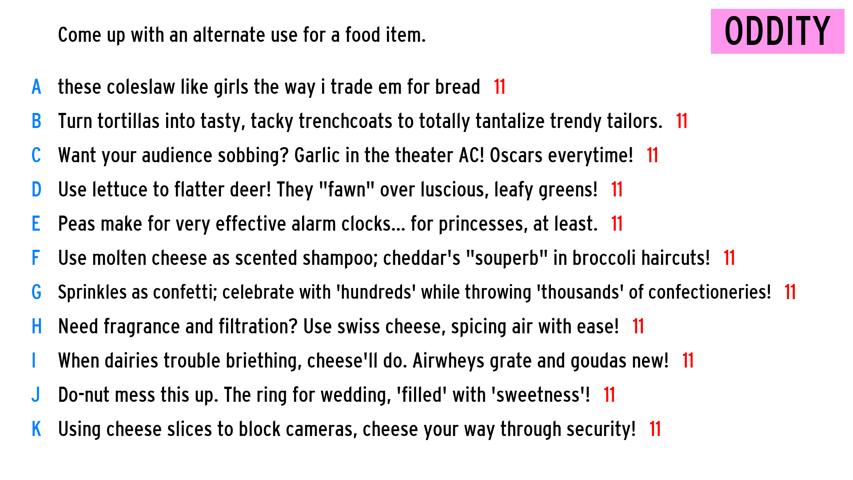 Come up with an alternate use for a food item.
ODDITY
A these coleslaw like girls the way i trade em for bread 11
B Turn tortillas into tasty, tacky trenchcoats to totally tantalize trendy tailors. 11
C Want your audience sobbing? Garlic in the theater AC! Oscars everytime! 11
D Use lettuce to flatter deer! They "fawn" over luscious, leafy greens! 11
E Peas make for very effective alarm clocks... for princesses, at least. 11
F Use molten cheese as scented shampoo; cheddar's "souperb" in broccoli haircuts! 11
G Sprinkles as confetti; celebrate with 'hundreds' while throwing 'thousands' of confectioneries! 11
H Need fragrance and filtration? Use swiss cheese, spicing air with ease! 11
I When dairies trouble briething, cheese'll do. Airwheys grate and goudas new! 11
J Do-nut mess this up. The ring for wedding, 'filled' with 'sweetness'! 11
K Using cheese slices to block cameras, cheese your way through security! 11